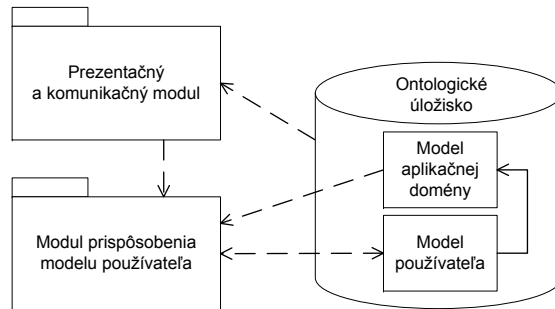 Prezentačný
a komunikačný modul
Ontologické
úložisko
Model
aplikačnej
domény
Modul prispôsobenia
modelu používateľa
Model
používateľa